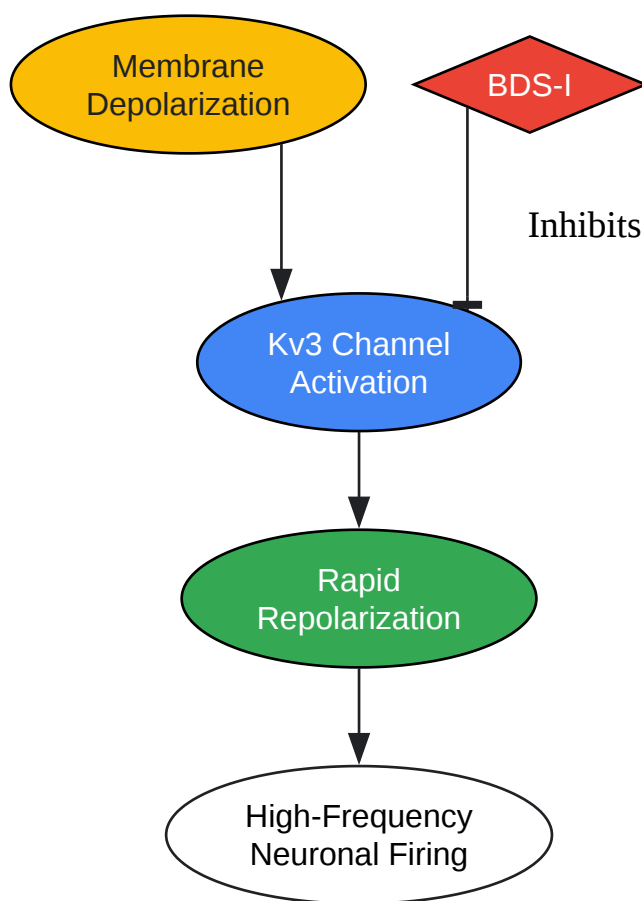 Membrane
Depolarization
BDS-I
Inhibits
Kv3 Channel
Activation
Rapid
Repolarization
High-Frequency
Neuronal Firing